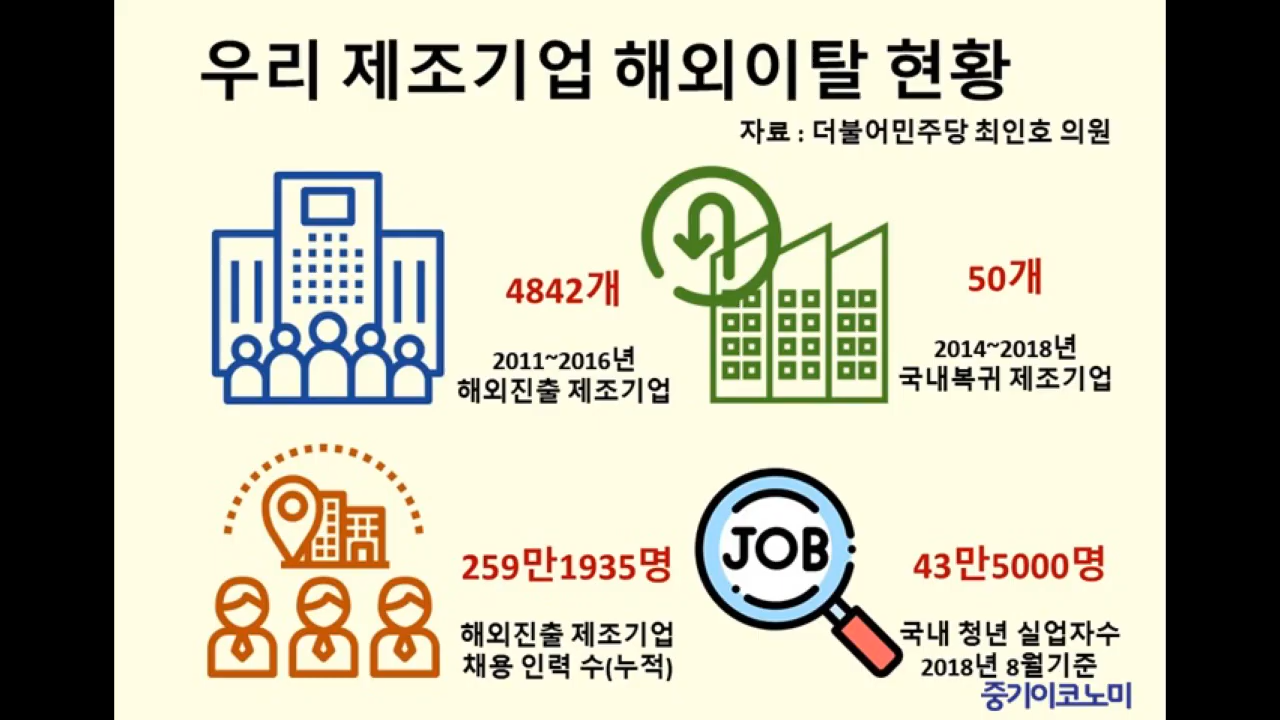 우리 제조기업 해외이탈 현황
자료 : 더불어민주당 최인호 의원
4842개
2011~2016년
해외진출 제조기업
50개
2014~2018년
국내복귀 제조기업
259만1935명
해외진출 제조기업
채용 인력 수(누적)
JOB
43만5000명
국내 청년 실업자수
2018년 8월기준
중기이코노미